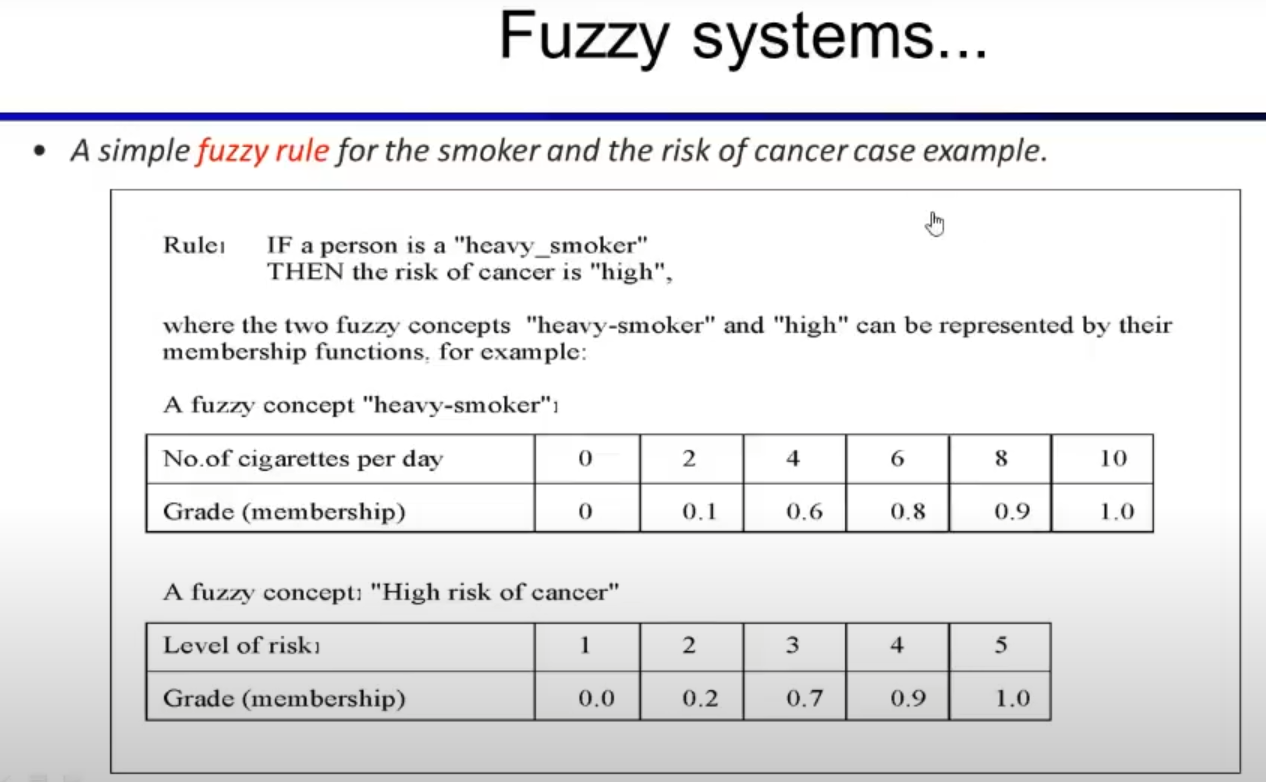 Fuzzy systems...
• A simple fuzzy rule for the smoker and the risk of cancer case example.
Rule: IF a person is a "heavy_smoker"
THEN the risk of cancer is "high",
where the two fuzzy concepts "heavy-smoker" and "high" can be represented by their
membership functions, for example:
A fuzzy concept "heavy-smoker":
No.of cigarettes per day 0 2 4 6 8 10
Grade (membership) 0 0.1 0.6 0.8 0.9 1.0
A fuzzy concept: "High risk of cancer"
Level of risk: 1 2 3 4 5
Grade (membership) 0.0 0.2 0.7 0.9 1.0